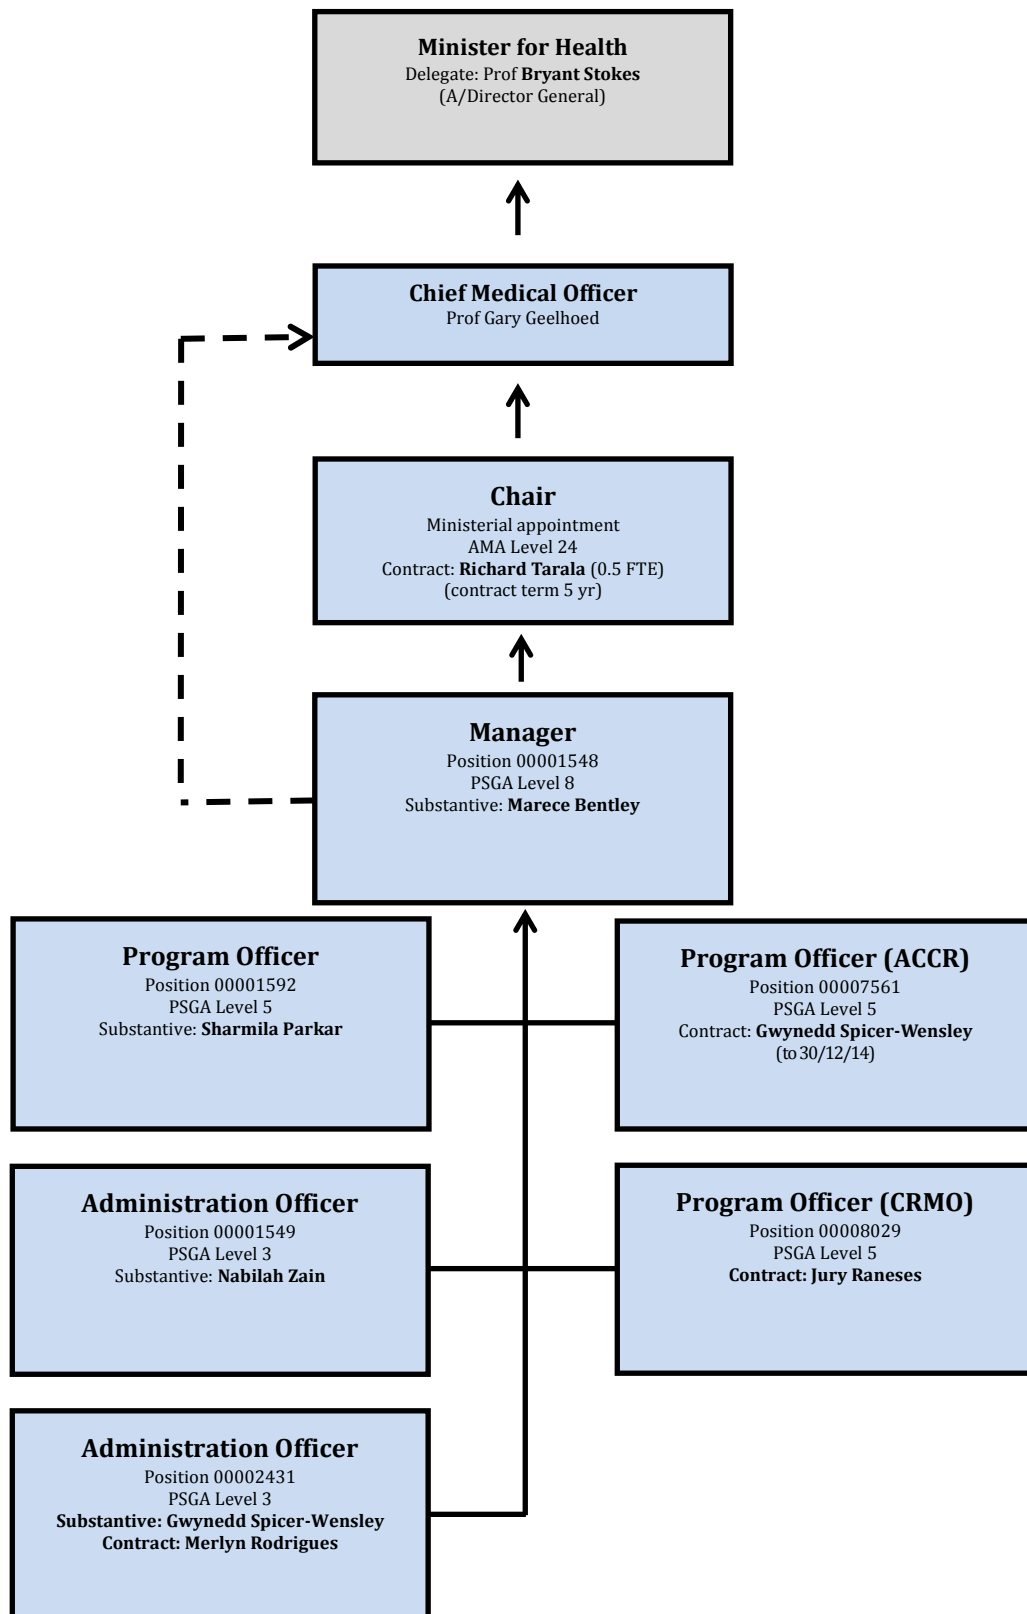 Minister for Health
Delegate: Prof Bryant Stokes
(A/Director General)
Chief Medical Officer
Prof Gary Geelhoed
Chair
Ministerial appointment
AMA Level 24
Contract: Richard Tarala (0.5 FTE)
(contract term 5 yr)
Manager
Position 00001548
PSGA Level 8
Substantive: Marece Bentley
Program Officer
Position 00001592
PSGA Level 5
Substantive: Sharmila Parkar
Program Officer (ACCR)
Position 00007561
PSGA Level 5
Contract: Gwynedd Spicer-Wensley
(to 30/12/14)
Administration Officer
Position 00001549
PSGA Level 3
Substantive: Nabilah Zain
Program Officer (CRMO)
Position 00008029
PSGA Level 5
Contract: Jury Raneses
Administration Officer
Position 00002431
PSGA Level 3
Substantive: Gwynedd Spicer-Wensley
Contract: Merlyn Rodrigues